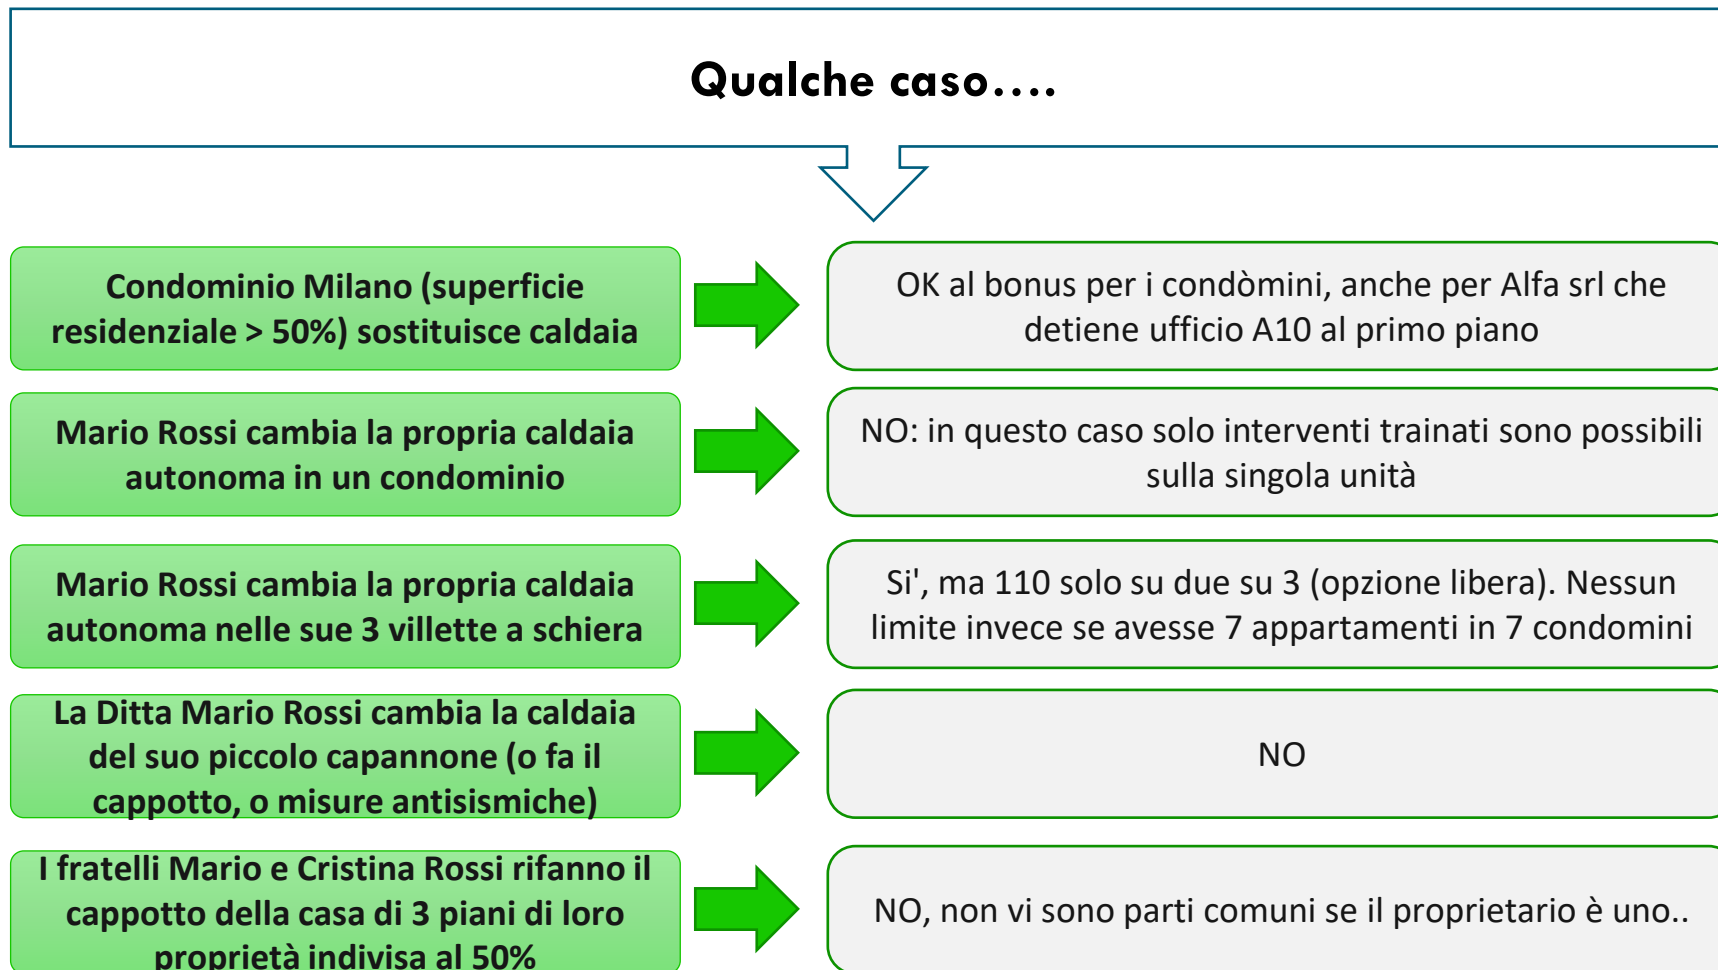 Qualche caso....
Condominio Milano (superficie
residenziale > 50%) sostituisce caldaia
OK al bonus per i condòmini, anche per Alfa srl che
detiene ufficio A10 al primo piano
Mario Rossi cambia la propria caldaia
autonoma in un condominio
NO: in questo caso solo interventi trainati sono possibili
sulla singola unità
Mario Rossi cambia la propria caldaia
autonoma nelle sue 3 villette a schiera
Si', ma 110 solo su due su 3 (opzione libera). Nessun
limite invece se avesse 7 appartamenti in 7 condomini
La Ditta Mario Rossi cambia la caldaia
del suo piccolo capannone (o fa il
cappotto, o misure antisismiche)
NO
I fratelli Mario e Cristina Rossi rifanno il
cappotto della casa di 3 piani di loro
proprietà indivisa al 50%
NO, non vi sono parti comuni se il proprietario è uno..